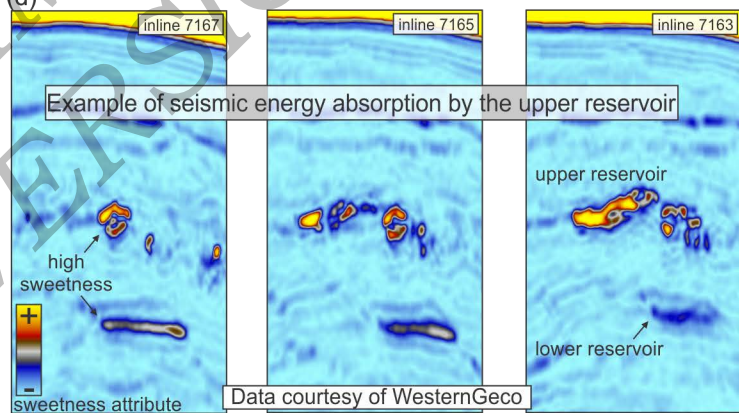 (d)
inline 7167
inline 7165
inline 7163
Example of seismic energy absorption by the upper reservoir
upper reservoir
high
sweetness
lower reservoir
+
-
sweetness attribute
Data courtesy of WesternGeco